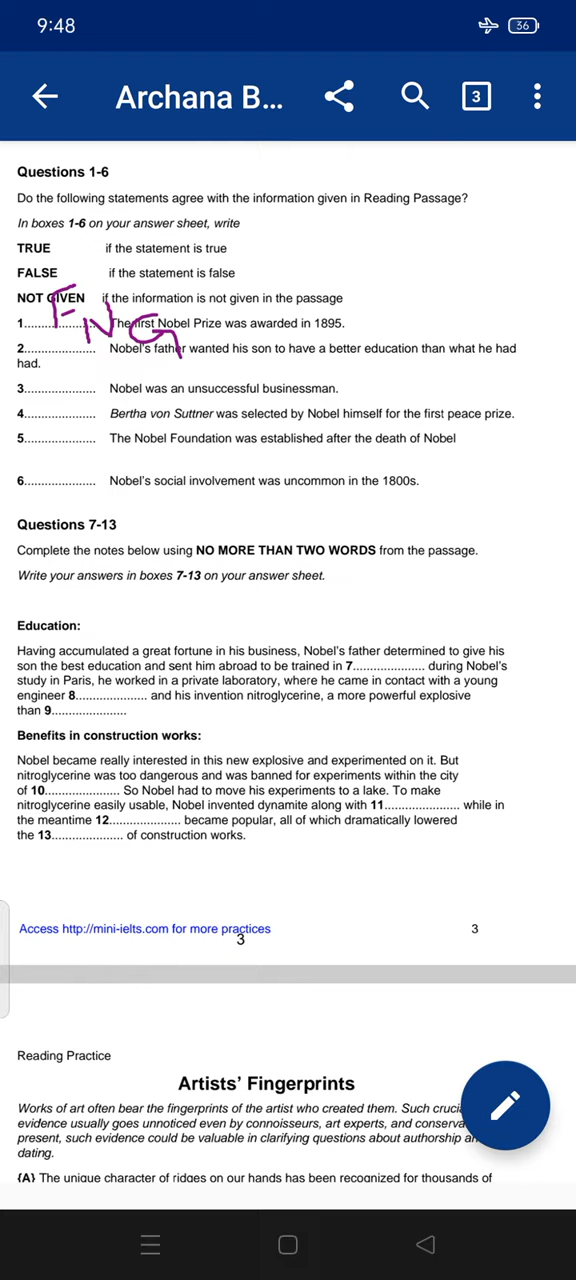 9:48
36
Archana B...
3
Questions 1-6
Do the following statements agree with the information given in Reading Passage?
In boxes 1-6 on your answer sheet, write
TRUE if the statement is true
FALSE if the statement is false
NOT GIVEN if the information is not given in the passage
F NG
1..................... The first Nobel Prize was awarded in 1895.
2..................... Nobel's father wanted his son to have a better education than what he had
had.
3..................... Nobel was an unsuccessful businessman.
4..................... Bertha von Suttner was selected by Nobel himself for the first peace prize.
5..................... The Nobel Foundation was established after the death of Nobel
6..................... Nobel's social involvement was uncommon in the 1800s.
Questions 7-13
Complete the notes below using NO MORE THAN TWO WORDS from the passage.
Write your answers in boxes 7-13 on your answer sheet.
Education:
Having accumulated a great fortune in his business, Nobel's father determined to give his
son the best education and sent him abroad to be trained in 7..................... during Nobel's
study in Paris, he worked in a private laboratory, where he came in contact with a young
engineer 8..................... and his invention nitroglycerine, a more powerful explosive
than 9.....................
Benefits in construction works:
Nobel became really interested in this new explosive and experimented on it. But
nitroglycerine was too dangerous and was banned for experiments within the city
of 10..................... So Nobel had to move his experiments to a lake. To make
nitroglycerine easily usable, Nobel invented dynamite along with 11..................... while in
the meantime 12..................... became popular, all of which dramatically lowered
the 13..................... of construction works.
Access http://mini-ielts.com for more practices 3
3
Reading Practice
Artists' Fingerprints
Works of art often bear the fingerprints of the artist who created them. Such
evidence usually goes unnoticed even by connoisseurs, art experts, and
present, such evidence could be valuable in clarifying questions about authorship
dating.
{A} The unique character of ridges on our hands has been recognized for thousands of